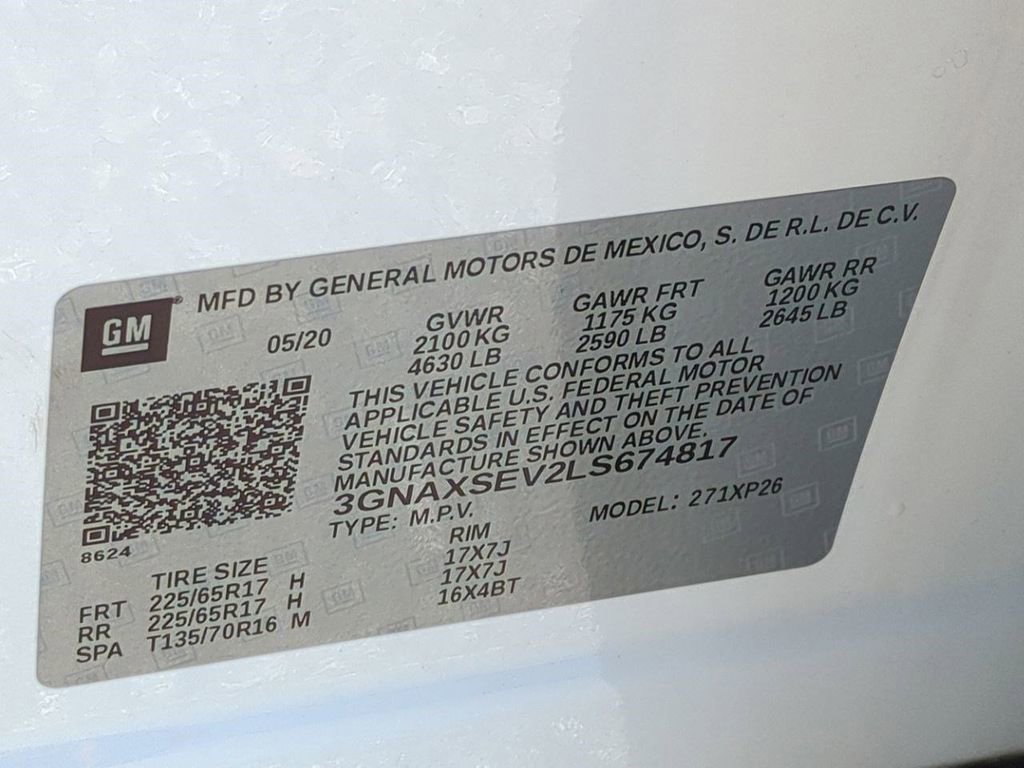 GM
MFD BY GENERAL MOTORS DE MEXICO, S. DE R.L. DE C.V.
05/20
GVWR GAWR FRT GAWR RR
2100 KG 1175 KG 1200 KG
4630 LB 2590 LB 2645 LB
THIS VEHICLE CONFORMS TO ALL
APPLICABLE U.S. FEDERAL MOTOR
VEHICLE SAFETY AND THEFT PREVENTION
STANDARDS IN EFFECT ON THE DATE OF
MANUFACTURE SHOWN ABOVE.
3GNAXSEV2LS674817
TYPE: M.P.V. MODEL: 271XP26
8624
TIRE SIZE RIM
FRT 225/65R17 H 17X7J
RR 225/65R17 H 17X7J
SPA T135/70R16 M 16X4BT